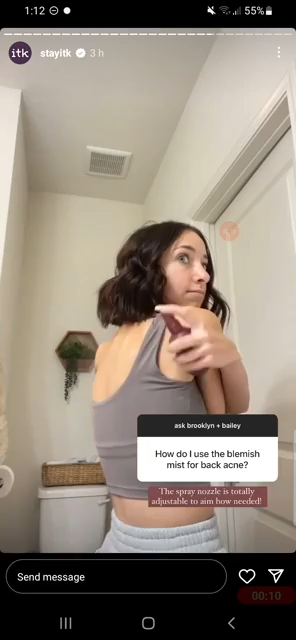 1:12
55%
itk stayitk 3 h
ask brooklyn + bailey
How do I use the blemish
mist for back acne?
The spray nozzle is totally
adjustable to aim how needed!
Send message
00:10